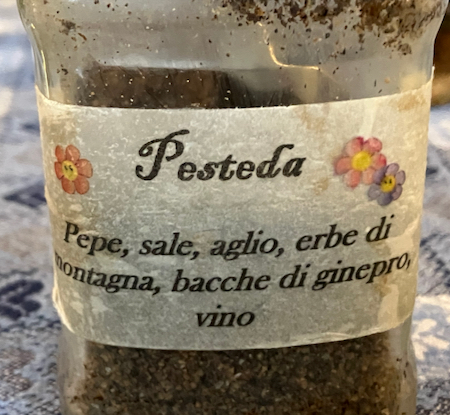 Pesteda
Pepe, sale, aglio, erbe di
montagna, bacche di ginepro,
vino